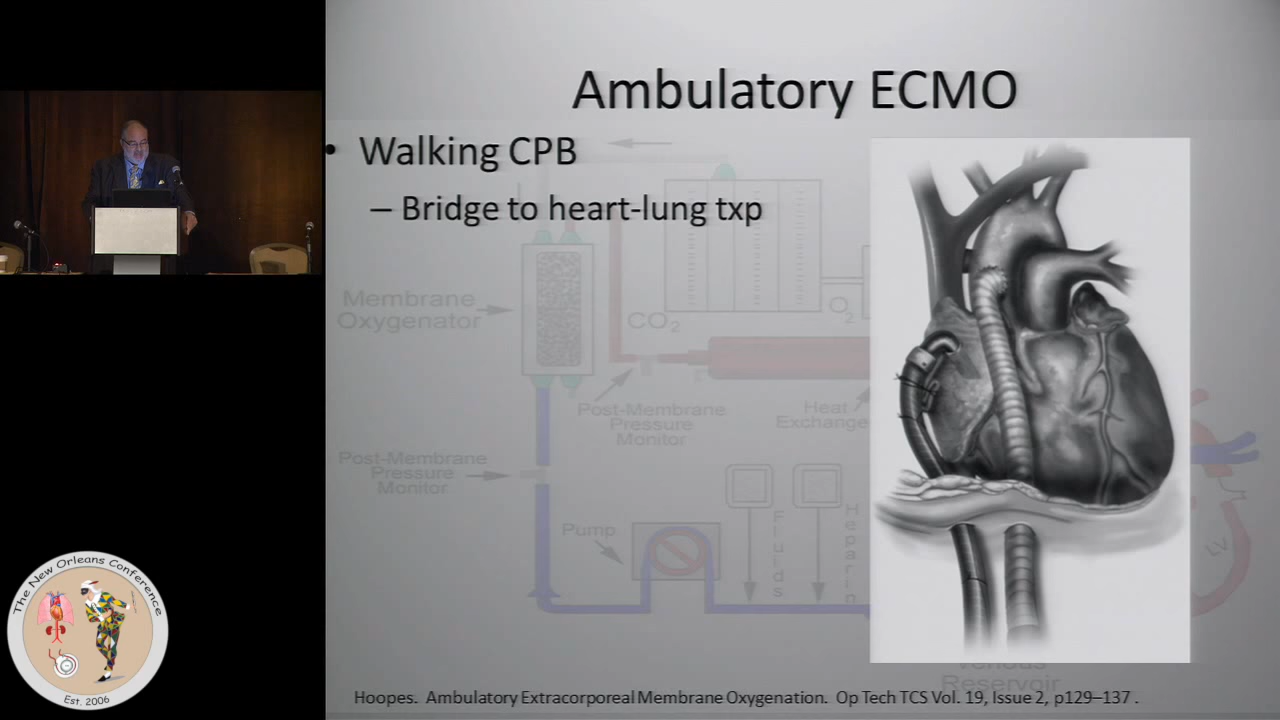 Ambulatory ECMO
• Walking CPB
– Bridge to heart-lung txp
Membrane
Oxygenator
CO2
O2
Post-Membrane
Pressure
Monitor
Heat
Exchange
Post-Membrane
Pressure
Monitor
Pump
Fluids
Heparin
LV
Venous
Reservoir
Hoopes. Ambulatory Extracorporeal Membrane Oxygenation. Op Tech TCS Vol. 19, Issue 2, p129–137 .
The New Orleans Conference
Est. 2006